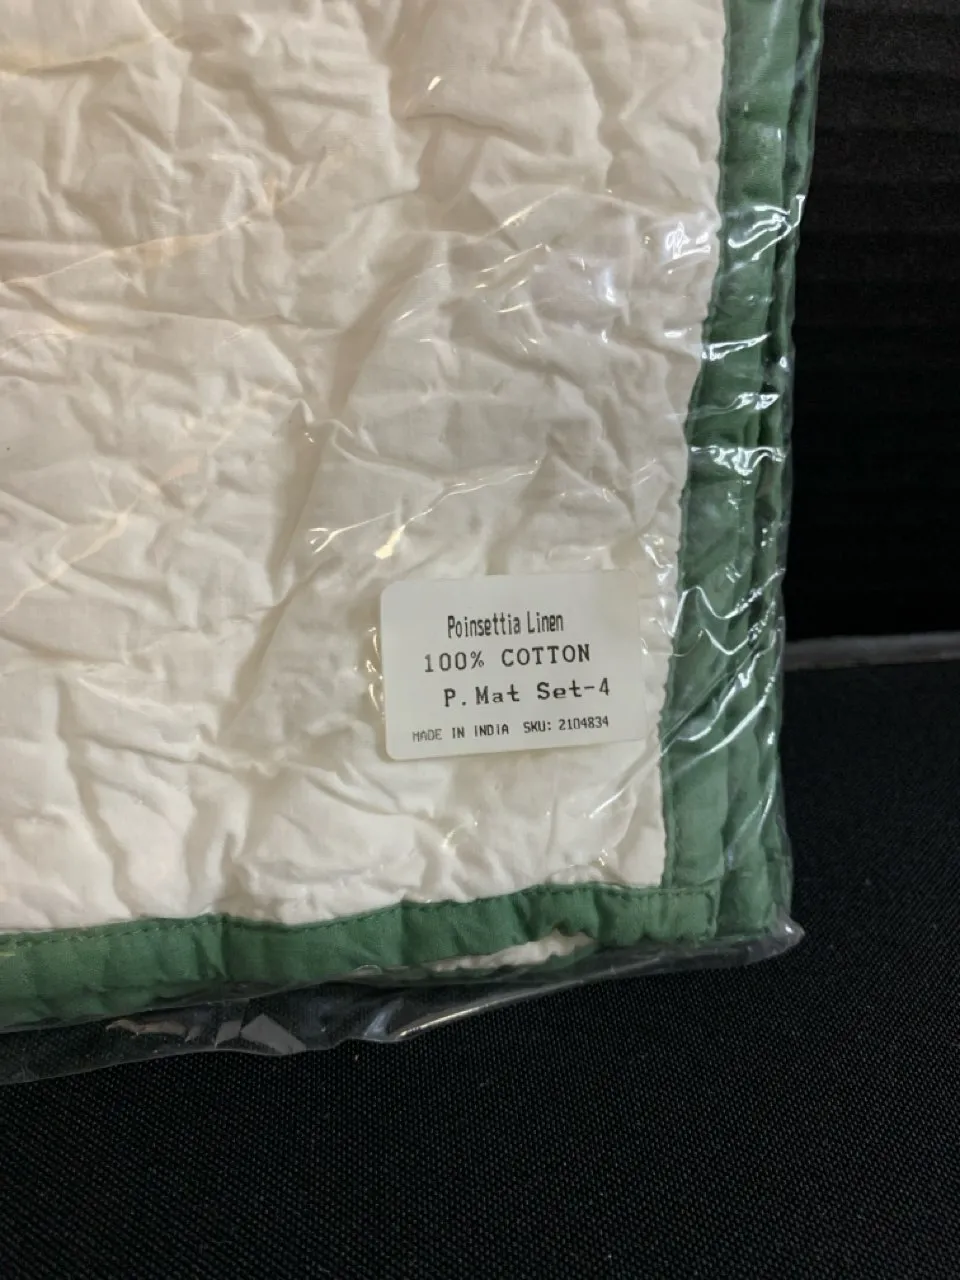 Poinsettia Linen
100% COTTON
P. Mat Set-4
MADE IN INDIA SKU: 2104834